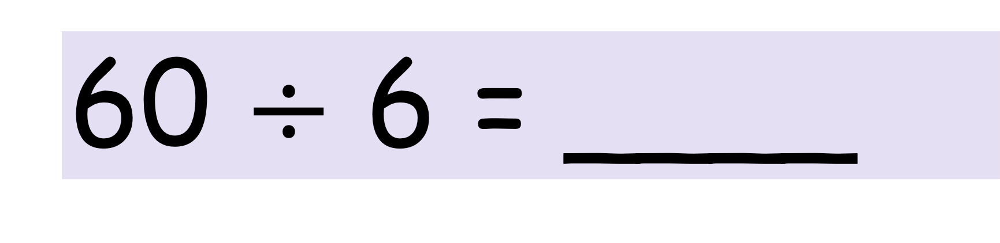 60 ÷ 6 = ____